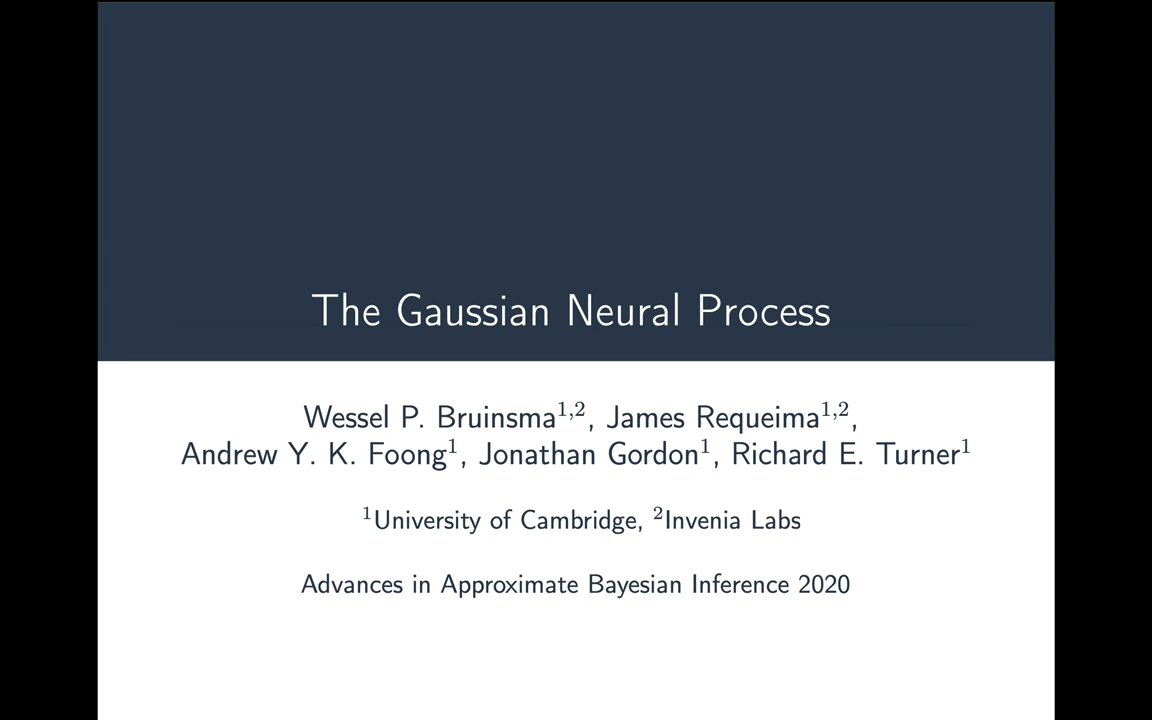 The Gaussian Neural Process
Wessel P. Bruinsma¹,², James Requeima¹,²,
Andrew Y. K. Foong¹, Jonathan Gordon¹, Richard E. Turner¹
¹University of Cambridge, ²Invenia Labs
Advances in Approximate Bayesian Inference 2020